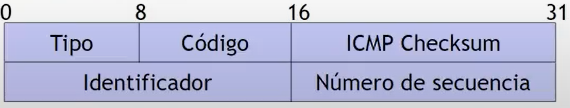 0 8 16 31
Tipo Código ICMP Checksum
Identificador Número de secuencia